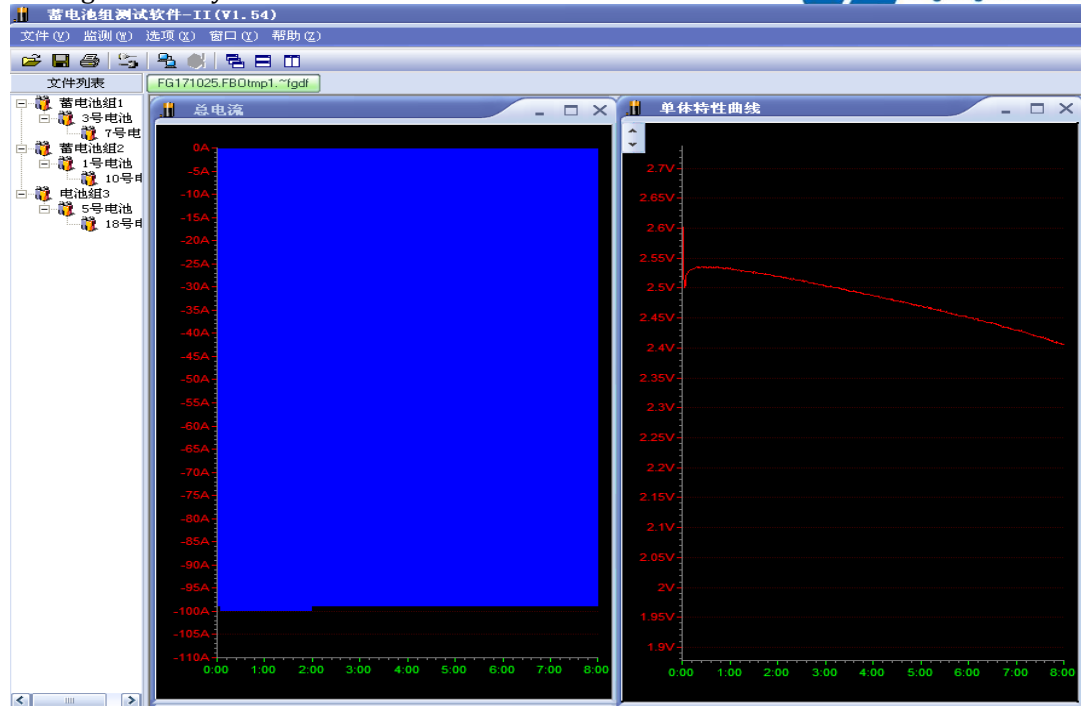 蓄电池组测试软件-II(V1.54)
文件(V) 监测(W) 选项(X) 窗口(Y) 帮助(Z)
文件列表
FG171025.FBOtmp1.~fgdf
蓄电池组1
3号电池
7号电
蓄电池组2
1号电池
10号
电池组3
5号电池
18号
总电流
0A
-5A
-10A
-15A
-20A
-25A
-30A
-35A
-40A
-45A
-50A
-55A
-60A
-65A
-70A
-75A
-80A
-85A
-90A
-95A
-100A
-105A
-110A
0:00 1:00 2:00 3:00 4:00 5:00 6:00 7:00 8:00
单体特性曲线
2.7V
2.65V
2.6V
2.55V
2.5V
2.45V
2.4V
2.35V
2.3V
2.25V
2.2V
2.15V
2.1V
2.05V
2V
1.95V
1.9V
0:00 1:00 2:00 3:00 4:00 5:00 6:00 7:00 8:00